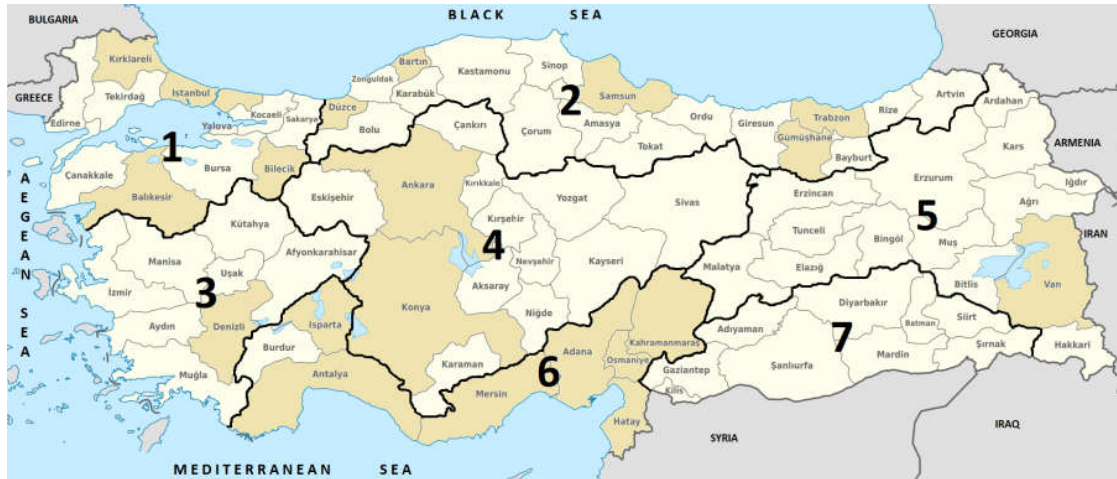 BLACK SEA
BULGARIA
GEORGIA
GREECE
ARMENIA
IRAN
IRAQ
SYRIA
AEGEAN SEA
MEDITERRANEAN SEA
1
Kırklareli
Edirne
Tekirdağ
Istanbul
Yalova
Kocaeli
Sakarya
Çanakkale
Balıkesir
Bursa
Bilecik
2
Zonguldak
Bartın
Karabük
Kastamonu
Sinop
Samsun
Düzce
Bolu
Çorum
Amasya
Tokat
Ordu
Giresun
Trabzon
Gümüşhane
Bayburt
Rize
Artvin
3
Kütahya
Manisa
Uşak
Afyonkarahisar
İzmir
Aydın
Denizli
Muğla
4
Çankırı
Eskişehir
Ankara
Kırıkkale
Yozgat
Sivas
Kırşehir
Nevşehir
Kayseri
Aksaray
Konya
Niğde
Karaman
5
Ardahan
Kars
Iğdır
Ağrı
Erzurum
Erzincan
Tunceli
Bingöl
Muş
Elazığ
Malatya
Bitlis
Van
Hakkari
6
Isparta
Burdur
Antalya
Mersin
Adana
Kahramanmaraş
Osmaniye
Hatay
7
Adıyaman
Gaziantep
Kilis
Şanlıurfa
Diyarbakır
Batman
Mardin
Siirt
Şırnak